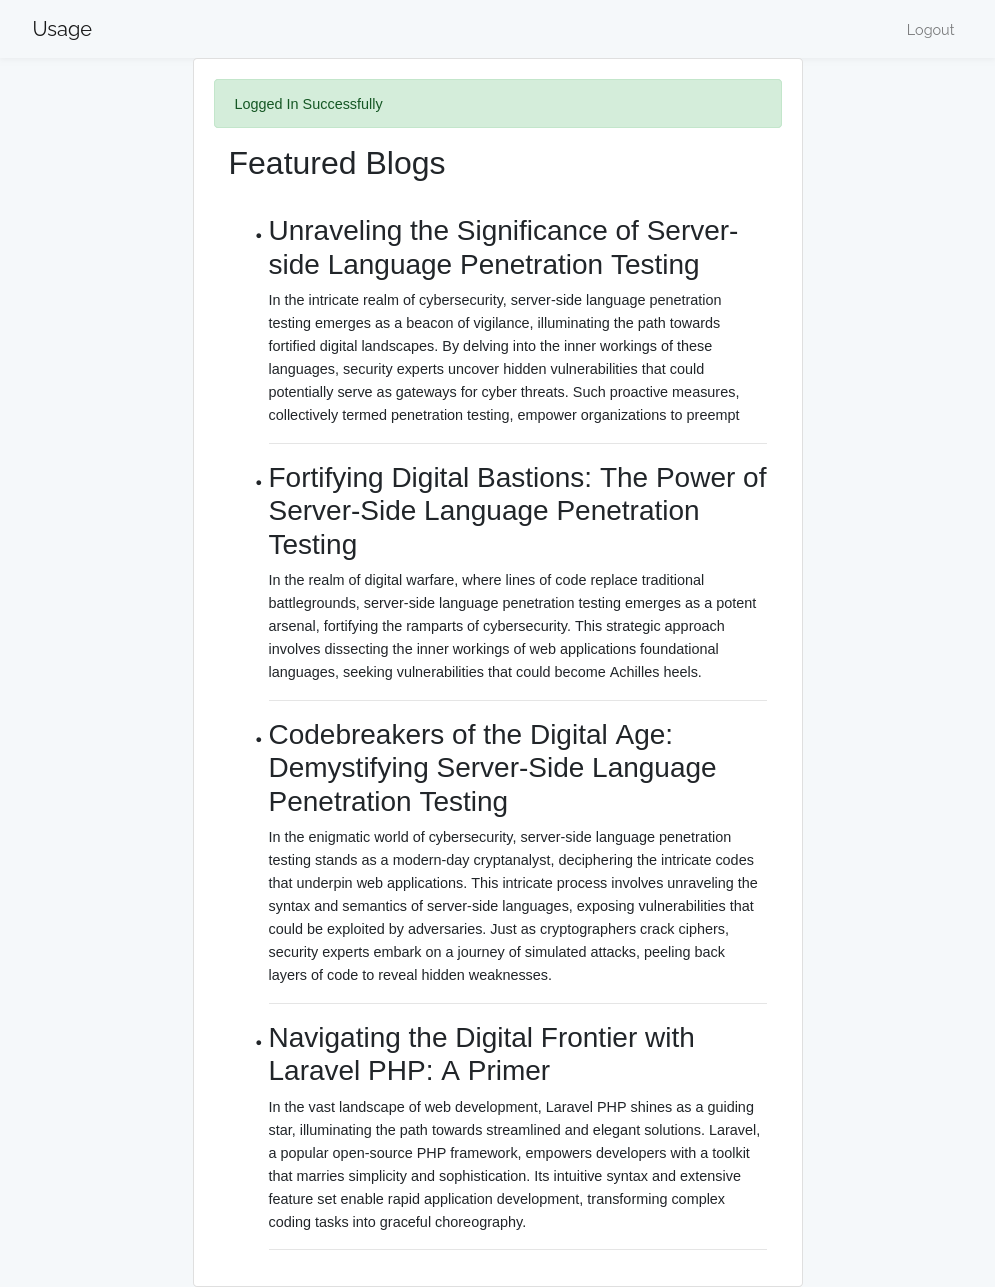 Usage
Logout
Logged In Successfully
Featured Blogs
• Unraveling the Significance of Server-
side Language Penetration Testing
In the intricate realm of cybersecurity, server-side language penetration
testing emerges as a beacon of vigilance, illuminating the path towards
fortified digital landscapes. By delving into the inner workings of these
languages, security experts uncover hidden vulnerabilities that could
potentially serve as gateways for cyber threats. Such proactive measures,
collectively termed penetration testing, empower organizations to preempt
• Fortifying Digital Bastions: The Power of
Server-Side Language Penetration
Testing
In the realm of digital warfare, where lines of code replace traditional
battlegrounds, server-side language penetration testing emerges as a potent
arsenal, fortifying the ramparts of cybersecurity. This strategic approach
involves dissecting the inner workings of web applications foundational
languages, seeking vulnerabilities that could become Achilles heels.
• Codebreakers of the Digital Age:
Demystifying Server-Side Language
Penetration Testing
In the enigmatic world of cybersecurity, server-side language penetration
testing stands as a modern-day cryptanalyst, deciphering the intricate codes
that underpin web applications. This intricate process involves unraveling the
syntax and semantics of server-side languages, exposing vulnerabilities that
could be exploited by adversaries. Just as cryptographers crack ciphers,
security experts embark on a journey of simulated attacks, peeling back
layers of code to reveal hidden weaknesses.
• Navigating the Digital Frontier with
Laravel PHP: A Primer
In the vast landscape of web development, Laravel PHP shines as a guiding
star, illuminating the path towards streamlined and elegant solutions. Laravel,
a popular open-source PHP framework, empowers developers with a toolkit
that marries simplicity and sophistication. Its intuitive syntax and extensive
feature set enable rapid application development, transforming complex
coding tasks into graceful choreography.